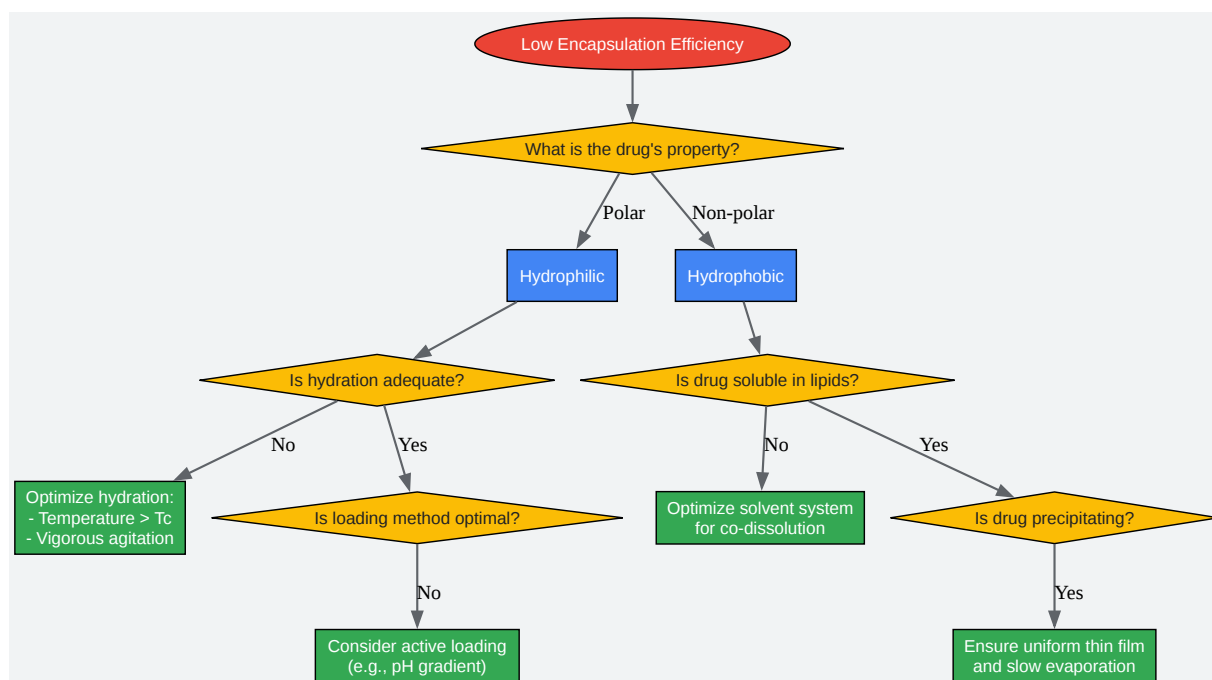 Low Encapsulation Efficiency
What is the drug's property?
Polar
Non-polar
Hydrophilic
Hydrophobic
Is hydration adequate?
Is drug soluble in lipids?
No
Yes
No
Yes
Optimize hydration:
- Temperature > Tc
- Vigorous agitation
Is loading method optimal?
Optimize solvent system
for co-dissolution
Is drug precipitating?
No
Yes
Consider active loading
(e.g., pH gradient)
Ensure uniform thin film
and slow evaporation